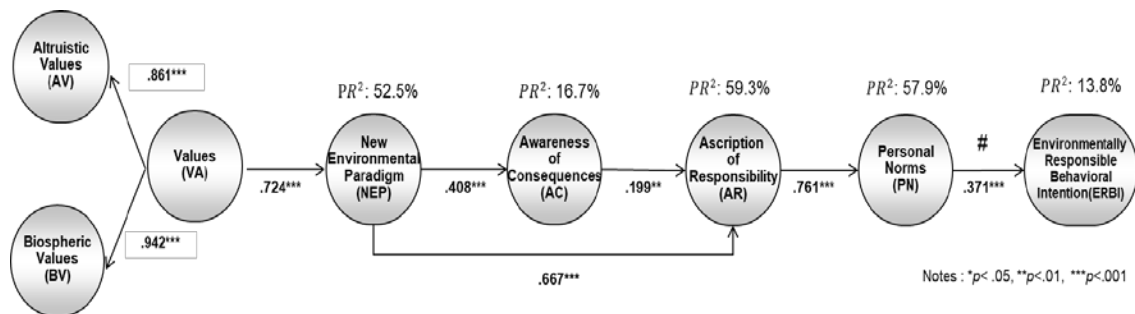 Altruistic
Values
(AV)
.861***
Values
(VA)
.942***
Biospheric
Values
(BV)
.724***
PR²: 52.5%
New
Environmental
Paradigm
(NEP)
.408***
PR²: 16.7%
Awareness
of
Consequences
(AC)
.199**
PR²: 59.3%
Ascription
of
Responsibility
(AR)
.667***
.761***
PR²: 57.9%
Personal
Norms
(PN)
#
.371***
PR²: 13.8%
Environmentally
Responsible
Behavioral
Intention(ERBI)
Notes : *p< .05, **p<.01, ***p<.001